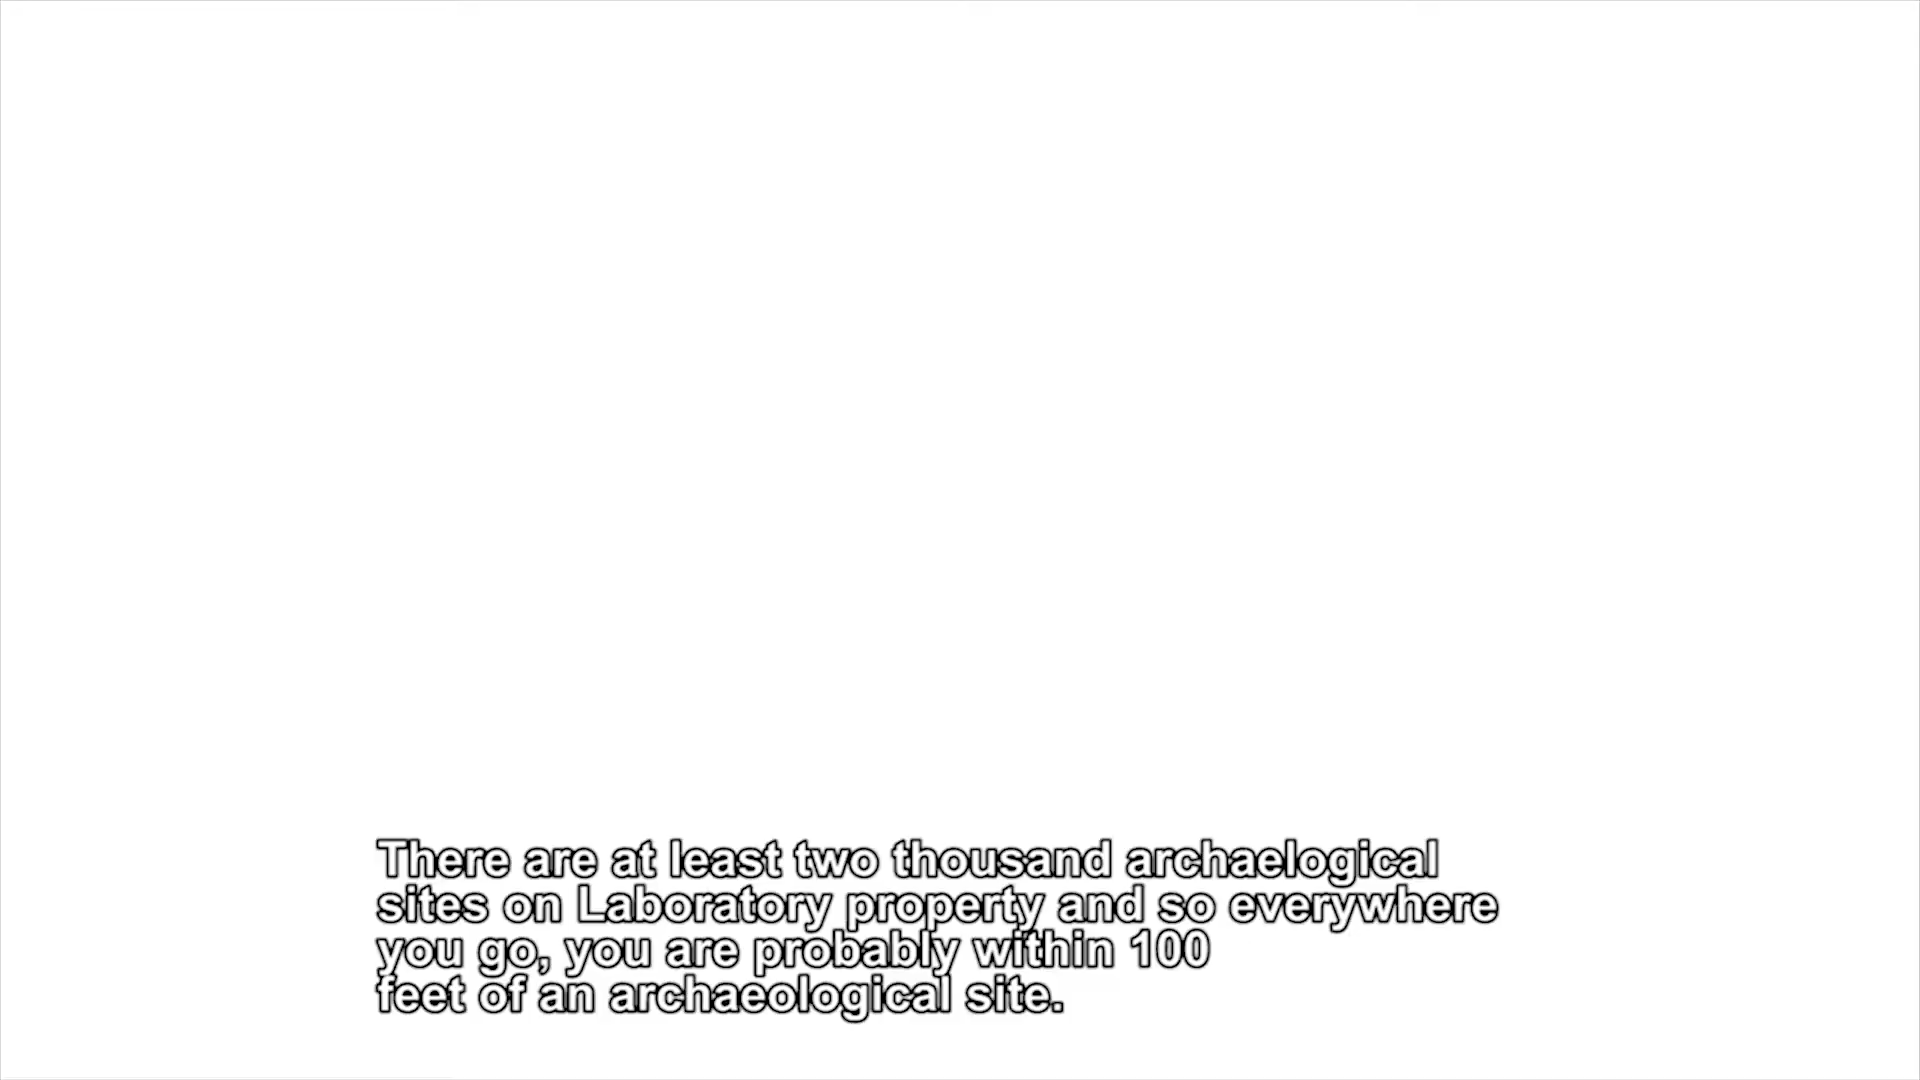 There are at least two thousand archaelogical
sites on Laboratory property and so everywhere
you go, you are probably within 100
feet of an archaeological site.